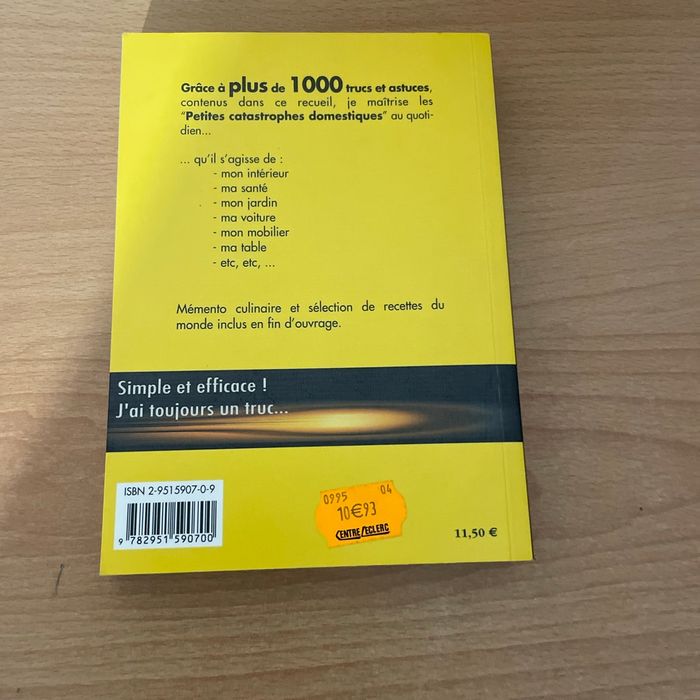 Grâce à plus de 1000 trucs et astuces,
contenus dans ce recueil, je maîtrise les
"Petites catastrophes domestiques" au quoti-
dien...
... qu'il s'agisse de :
- mon intérieur
- ma santé
- mon jardin
- ma voiture
- mon mobilier
- ma table
- etc, etc, ...
Mémento culinaire et sélection de recettes du
monde inclus en fin d'ouvrage.
Simple et efficace !
J'ai toujours un truc...
ISBN 2-9515907-0-9
9 782951 590700
0995 04
10€93
CENTRE LECLERC
11,50 €